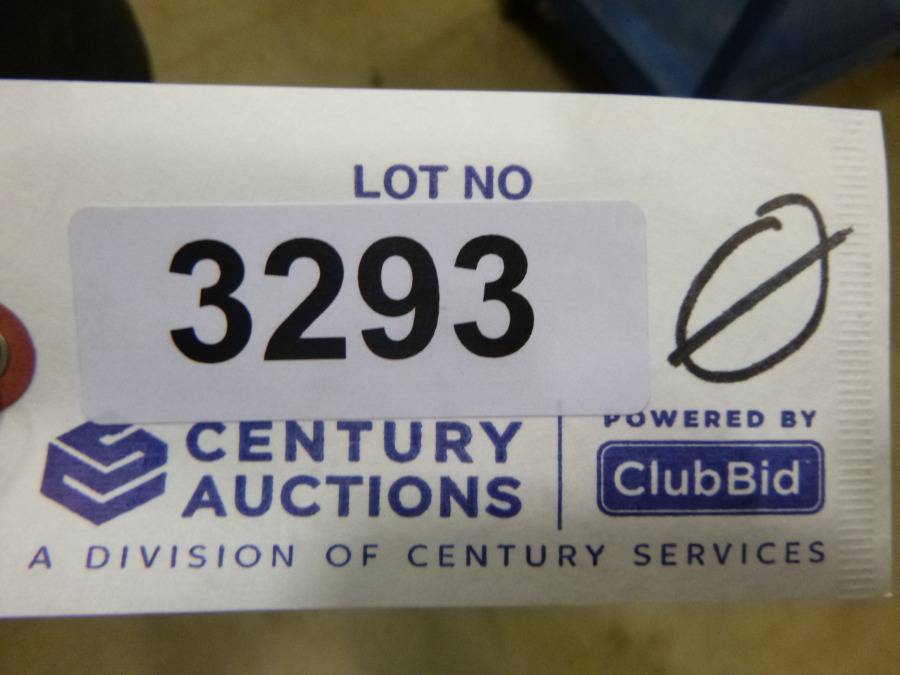 LOT NO
3293
Ø
CENTURY
AUCTIONS
POWERED BY
ClubBid
A DIVISION OF CENTURY SERVICES